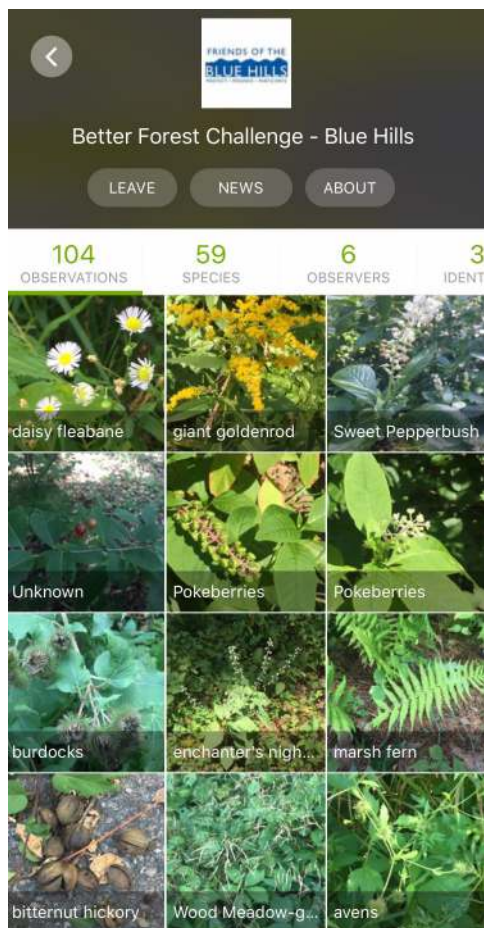 FRIENDS OF THE
BLUE HILLS
Better Forest Challenge - Blue Hills
LEAVE
NEWS
ABOUT
104
59
6
3
OBSERVATIONS
SPECIES
OBSERVERS
IDENT
daisy fleabane
giant goldenrod
Sweet Pepperbush
Unknown
Pokeberries
Pokeberries
burdocks
enchanter's nigh...
marsh fern
bitternut hickory
Wood Meadow-g...
avens